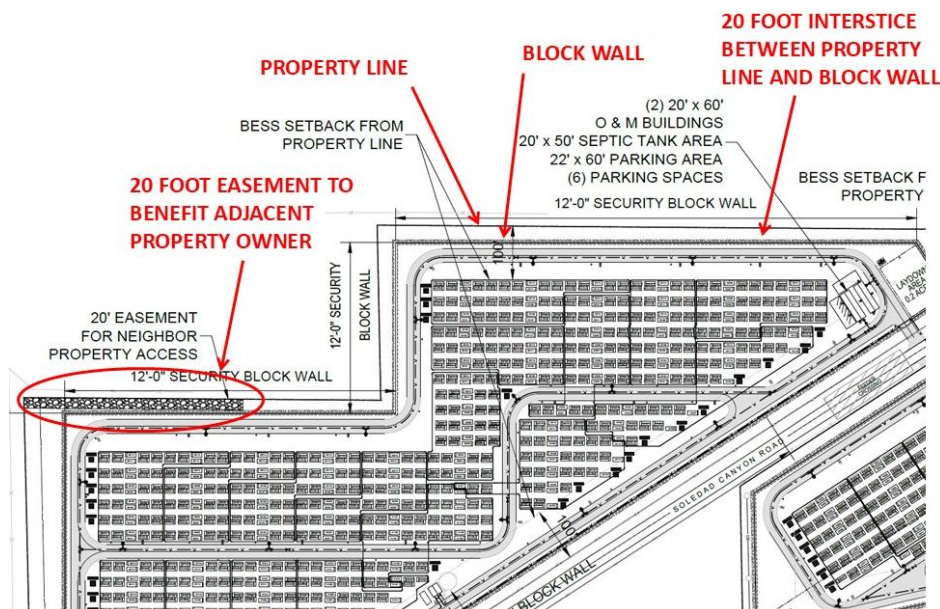 20 FOOT INTERSTICE
BETWEEN PROPERTY
LINE AND BLOCK WALL
PROPERTY LINE
BLOCK WALL
(2) 20' x 60'
O & M BUILDINGS
20' x 50' SEPTIC TANK AREA
22' x 60' PARKING AREA
(6) PARKING SPACES
BESS SETBACK FROM
PROPERTY LINE
BESS SETBACK F
PROPERTY
20 FOOT EASEMENT TO
BENEFIT ADJACENT
PROPERTY OWNER
12'-0" SECURITY BLOCK WALL
100'
12'-0" SECURITY
BLOCK WALL
LAYDOWN
AREA
20' EASEMENT
FOR NEIGHBOR
PROPERTY ACCESS
12'-0" SECURITY BLOCK WALL
SOLEDAD CANYON ROAD
100'
BLOCK WALL